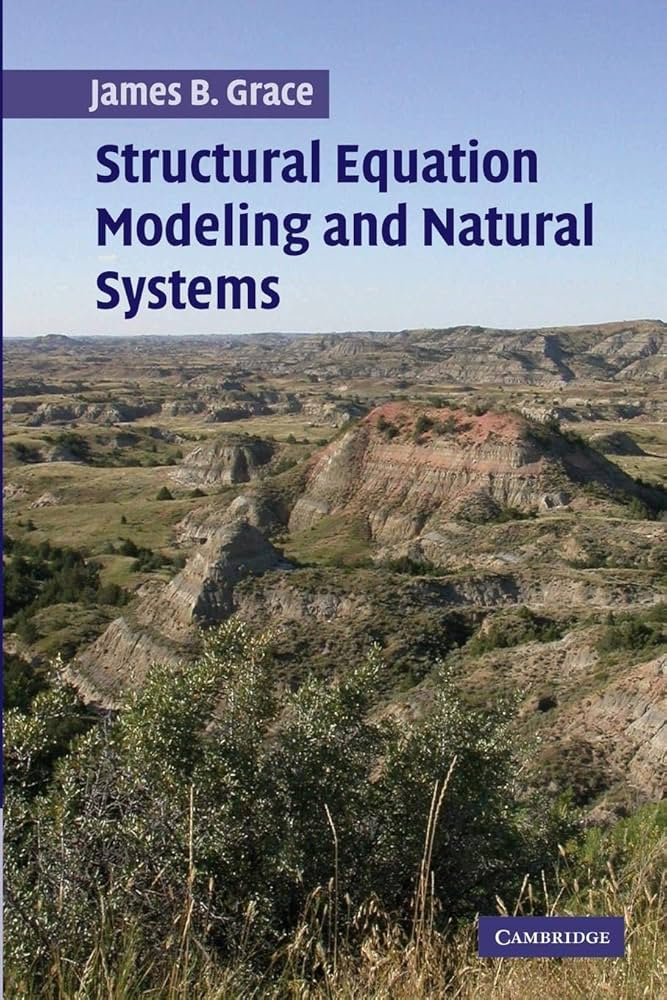 James B. Grace
Structural Equation
Modeling and Natural
Systems
CAMBRIDGE